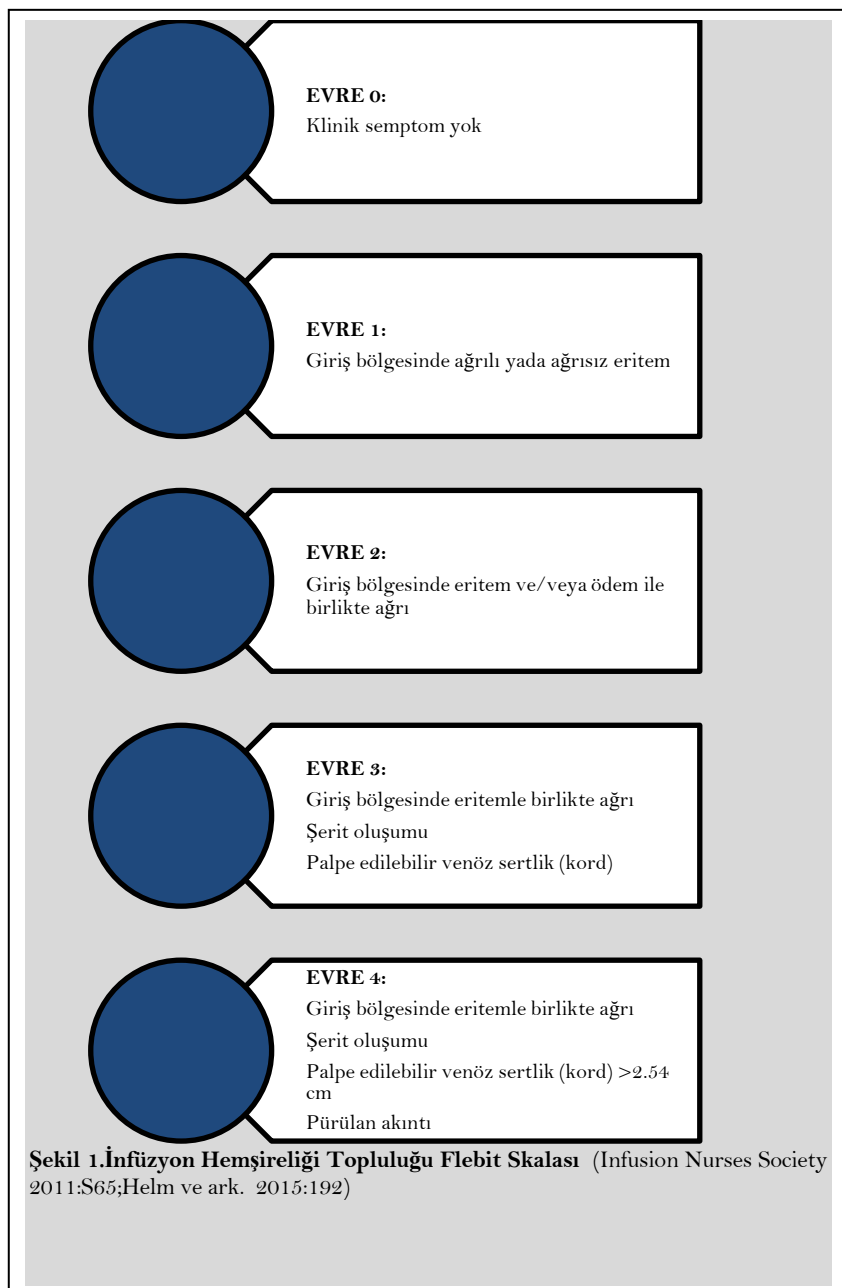 EVRE 0:
Klinik semptom yok
EVRE 1:
Giriş bölgesinde ağrılı yada ağrısız eritem
EVRE 2:
Giriş bölgesinde eritem ve/veya ödem ile
birlikte ağrı
EVRE 3:
Giriş bölgesinde eritemle birlikte ağrı
Şerit oluşumu
Palpe edilebilir venöz sertlik (kord)
EVRE 4:
Giriş bölgesinde eritemle birlikte ağrı
Şerit oluşumu
Palpe edilebilir venöz sertlik (kord) >2.54
cm
Pürülan akıntı
Şekil 1.İnfüzyon Hemşireliği Topluluğu Flebit Skalası (Infusion Nurses Society
2011:S65;Helm ve ark. 2015:192)